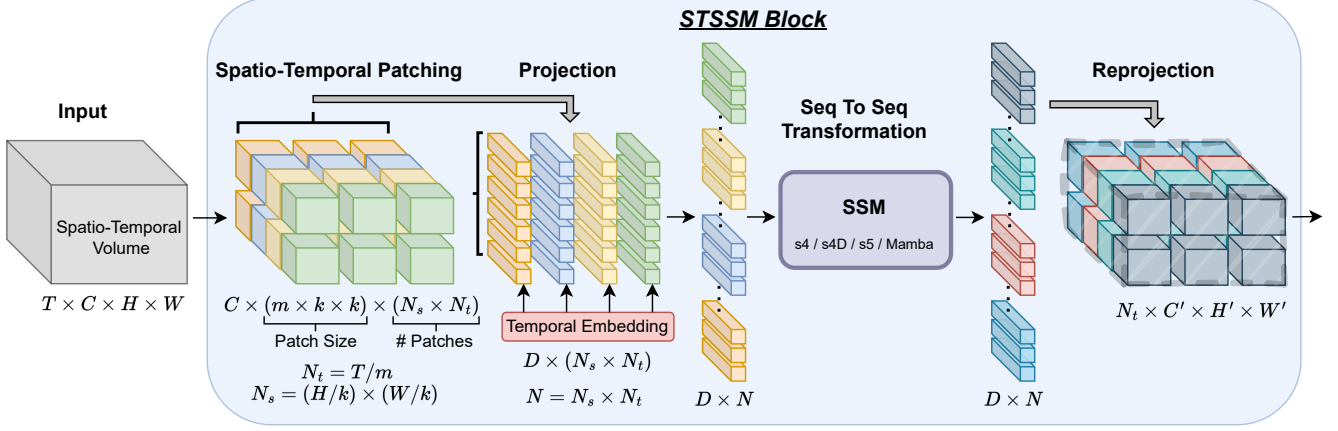 STSSM Block
Input
Spatio-Temporal
Volume
T × C × H × W
Spatio-Temporal Patching
C × (m × k × k) × (N_s × N_t)
Patch Size
# Patches
N_t = T/m
N_s = (H/k) × (W/k)
Projection
Temporal Embedding
D × (N_s × N_t)
N = N_s × N_t
D × N
Seq To Seq
Transformation
SSM
s4 / s4D / s5 / Mamba
D × N
Reprojection
N_t × C′ × H′ × W′